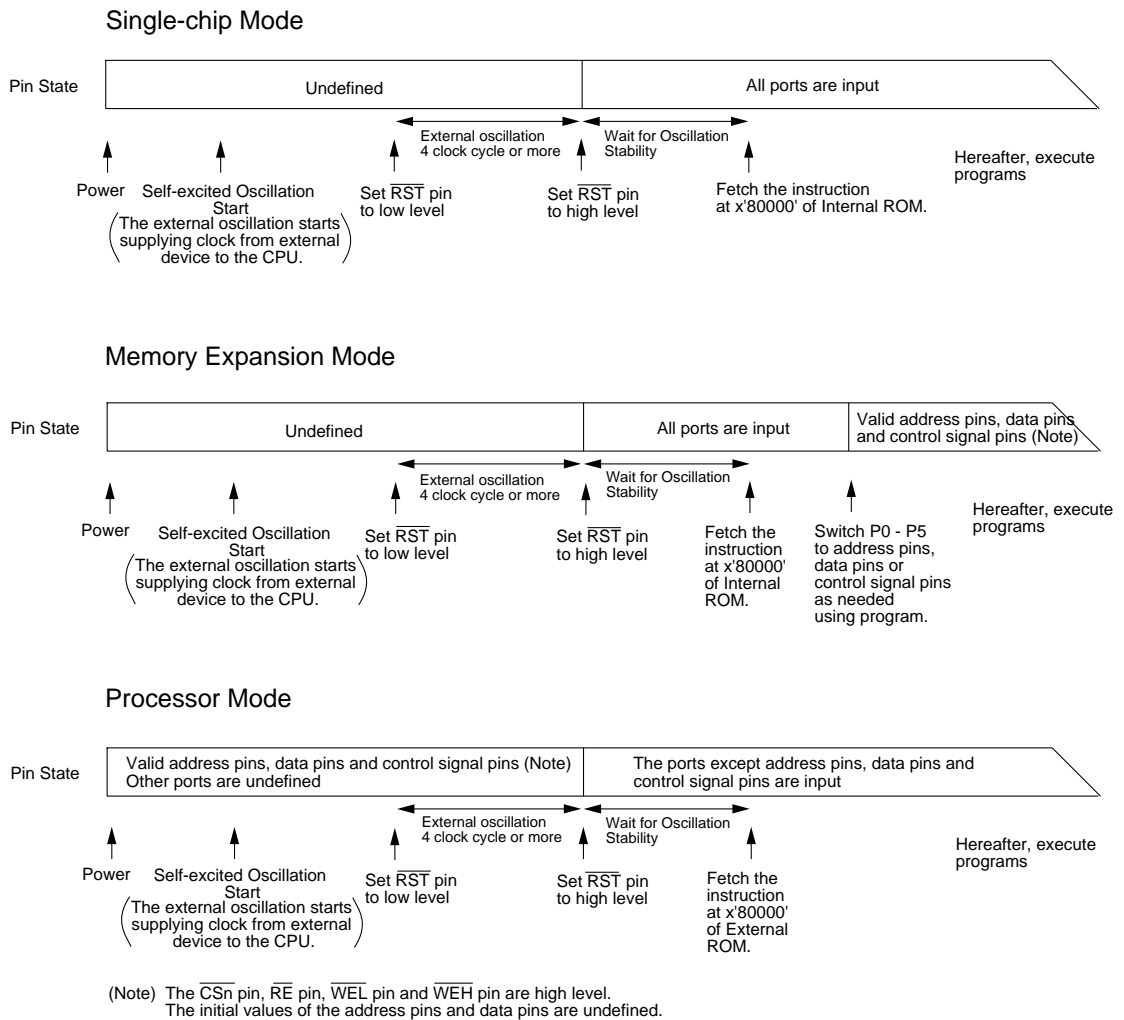 Single-chip Mode
Pin State
Undefined
All ports are input
External oscillation
4 clock cycle or more
Wait for Oscillation
Stability
Power
Self-excited Oscillation
Start
(The external oscillation starts
supplying clock from external
device to the CPU.)
Set R̅S̅T̅ pin
to low level
Set R̅S̅T̅ pin
to high level
Fetch the instruction
at x'80000' of Internal ROM.
Hereafter, execute
programs
Memory Expansion Mode
Pin State
Undefined
All ports are input
Valid address pins, data pins
and control signal pins (Note)
External oscillation
4 clock cycle or more
Wait for Oscillation
Stability
Power
Self-excited Oscillation
Start
(The external oscillation starts
supplying clock from external
device to the CPU.)
Set R̅S̅T̅ pin
to low level
Set R̅S̅T̅ pin
to high level
Fetch the
instruction
at x'80000'
of Internal
ROM.
Switch P0 - P5
to address pins,
data pins or
control signal pins
as needed
using program.
Hereafter, execute
programs
Processor Mode
Pin State
Valid address pins, data pins and control signal pins (Note)
Other ports are undefined
The ports except address pins, data pins and
control signal pins are input
External oscillation
4 clock cycle or more
Wait for Oscillation
Stability
Power
Self-excited Oscillation
Start
(The external oscillation starts
supplying clock from external
device to the CPU.)
Set R̅S̅T̅ pin
to low level
Set R̅S̅T̅ pin
to high level
Fetch the
instruction
at x'80000'
of External
ROM.
Hereafter, execute
programs
(Note) The C̅S̅n̅ pin, R̅E̅ pin, W̅E̅L̅ pin and W̅E̅H̅ pin are high level.
The initial values of the address pins and data pins are undefined.